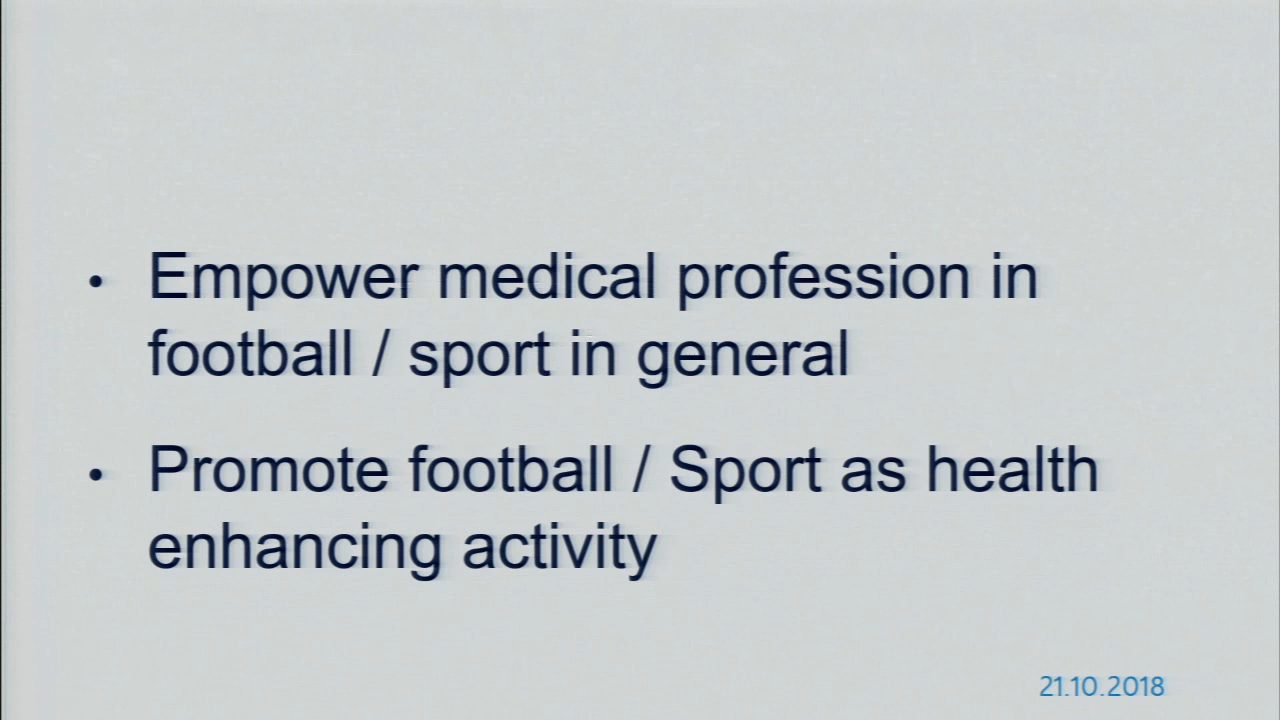 • Empower medical profession in
football / sport in general
• Promote football / Sport as health
enhancing activity
21.10.2018